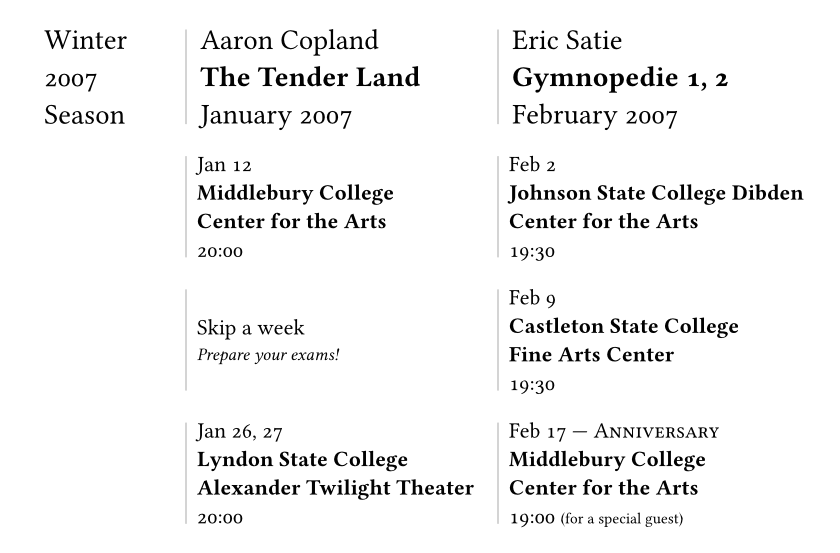 Winter
2007
Season
Aaron Copland
The Tender Land
January 2007
Eric Satie
Gymnopedie 1, 2
February 2007
Jan 12
Middlebury College
Center for the Arts
20:00
Feb 2
Johnson State College Dibden
Center for the Arts
19:30
Skip a week
Prepare your exams!
Feb 9
Castleton State College
Fine Arts Center
19:30
Jan 26, 27
Lyndon State College
Alexander Twilight Theater
20:00
Feb 17 — Anniversary
Middlebury College
Center for the Arts
19:00 (for a special guest)